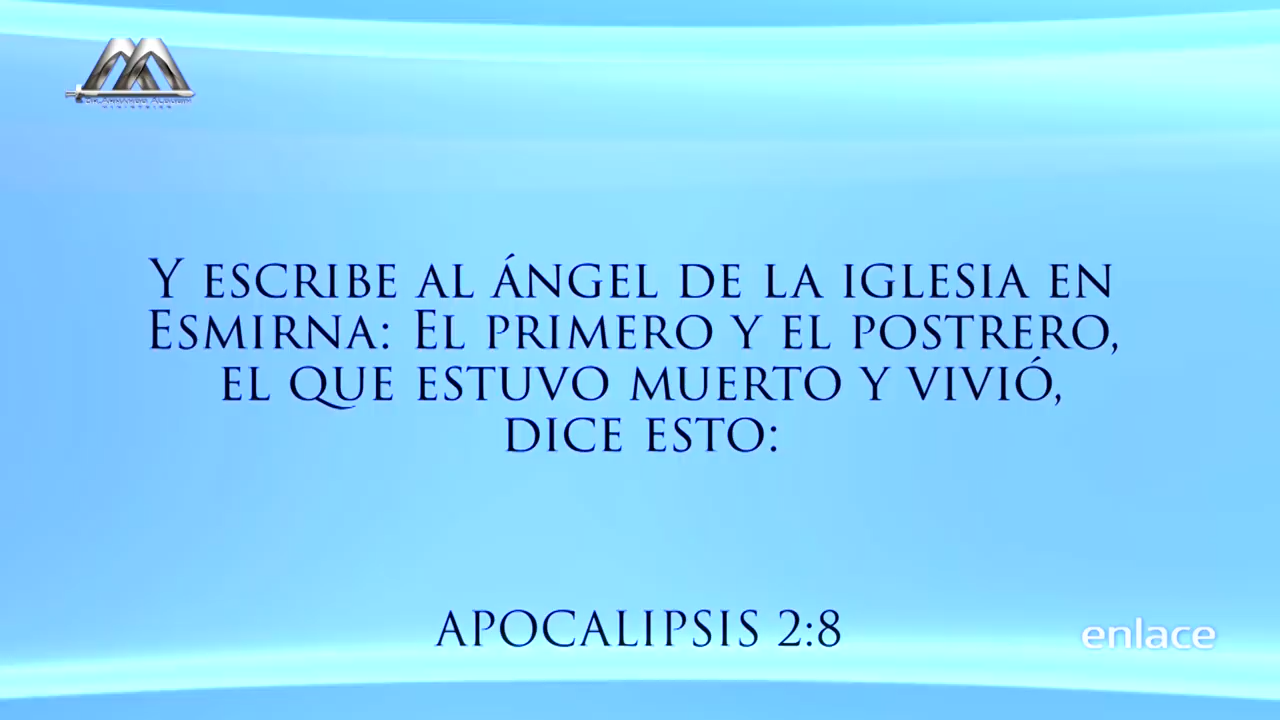 Y ESCRIBE AL ÁNGEL DE LA IGLESIA EN
ESMIRNA: EL PRIMERO Y EL POSTRERO,
EL QUE ESTUVO MUERTO Y VIVIÓ,
DICE ESTO:
APOCALIPSIS 2:8
enlace